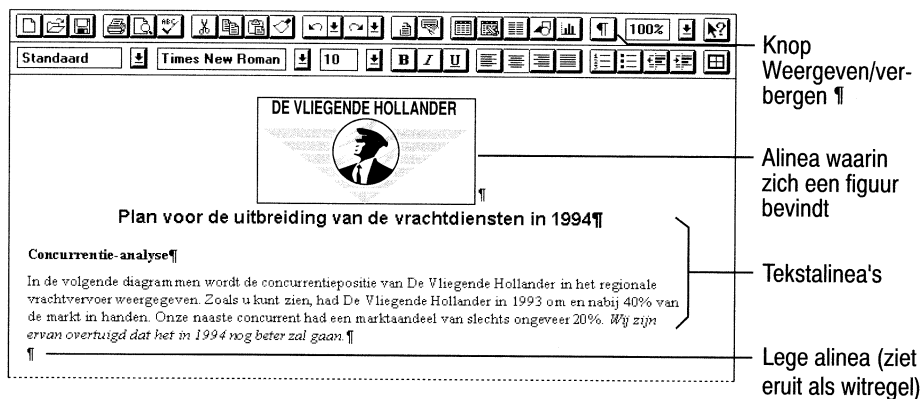 100%
Standaard Times New Roman 10 B I U
DE VLIEGENDE HOLLANDER
¶
Plan voor de uitbreiding van de vrachtdiensten in 1994¶
Concurrentie-analyse¶
In de volgende diagrammen wordt de concurrentiepositie van De Vliegende Hollander in het regionale
vrachtvervoer weergegeven. Zoals u kunt zien, had De Vliegende Hollander in 1993 om en nabij 40% van
de markt in handen. Onze naaste concurrent had een marktaandeel van slechts ongeveer 20%. Wij zijn
ervan overtuigd dat het in 1994 nog beter zal gaan.¶
¶
Knop
Weergeven/ver-
bergen ¶
Alinea waarin
zich een figuur
bevindt
Tekstalinea's
Lege alinea (ziet
eruit als witregel)